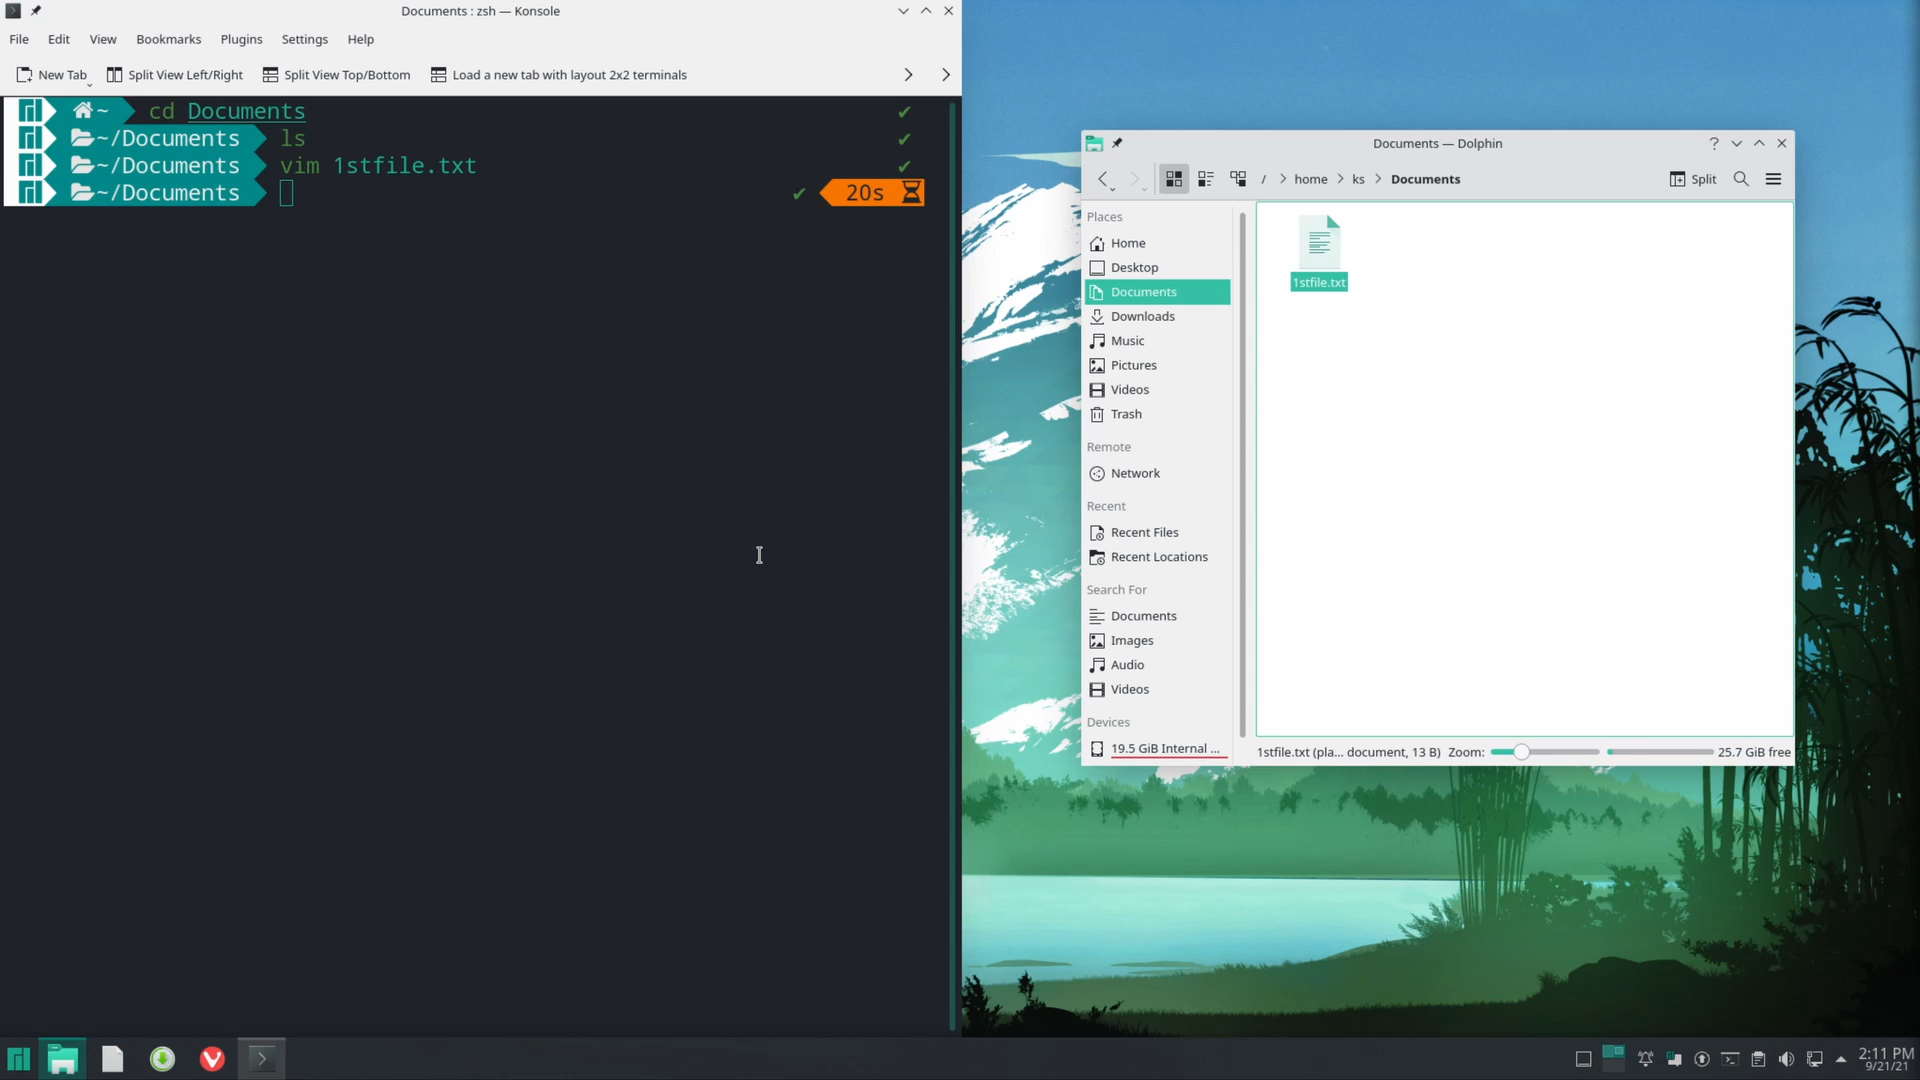 Documents : zsh — Konsole
File Edit View Bookmarks Plugins Settings Help
New Tab Split View Left/Right Split View Top/Bottom Load a new tab with layout 2x2 terminals
~ cd Documents
~/Documents ls
~/Documents vim 1stfile.txt
~/Documents 20s
Documents — Dolphin
/ home ks Documents Split
Places
Home
Desktop
Documents
Downloads
Music
Pictures
Videos
Trash
Remote
Network
Recent
Recent Files
Recent Locations
Search For
Documents
Images
Audio
Videos
Devices
19.5 GiB Internal ...
1stfile.txt
1stfile.txt (pla... document, 13 B) Zoom: 25.7 GiB free
2:11 PM
9/21/21